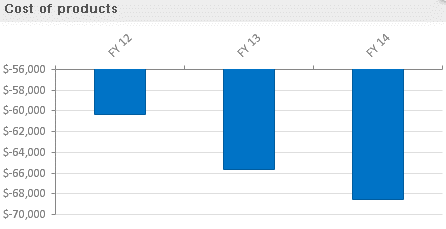 Cost of products
FY 12
FY 13
FY 14
$-56,000
$-58,000
$-60,000
$-62,000
$-64,000
$-66,000
$-68,000
$-70,000